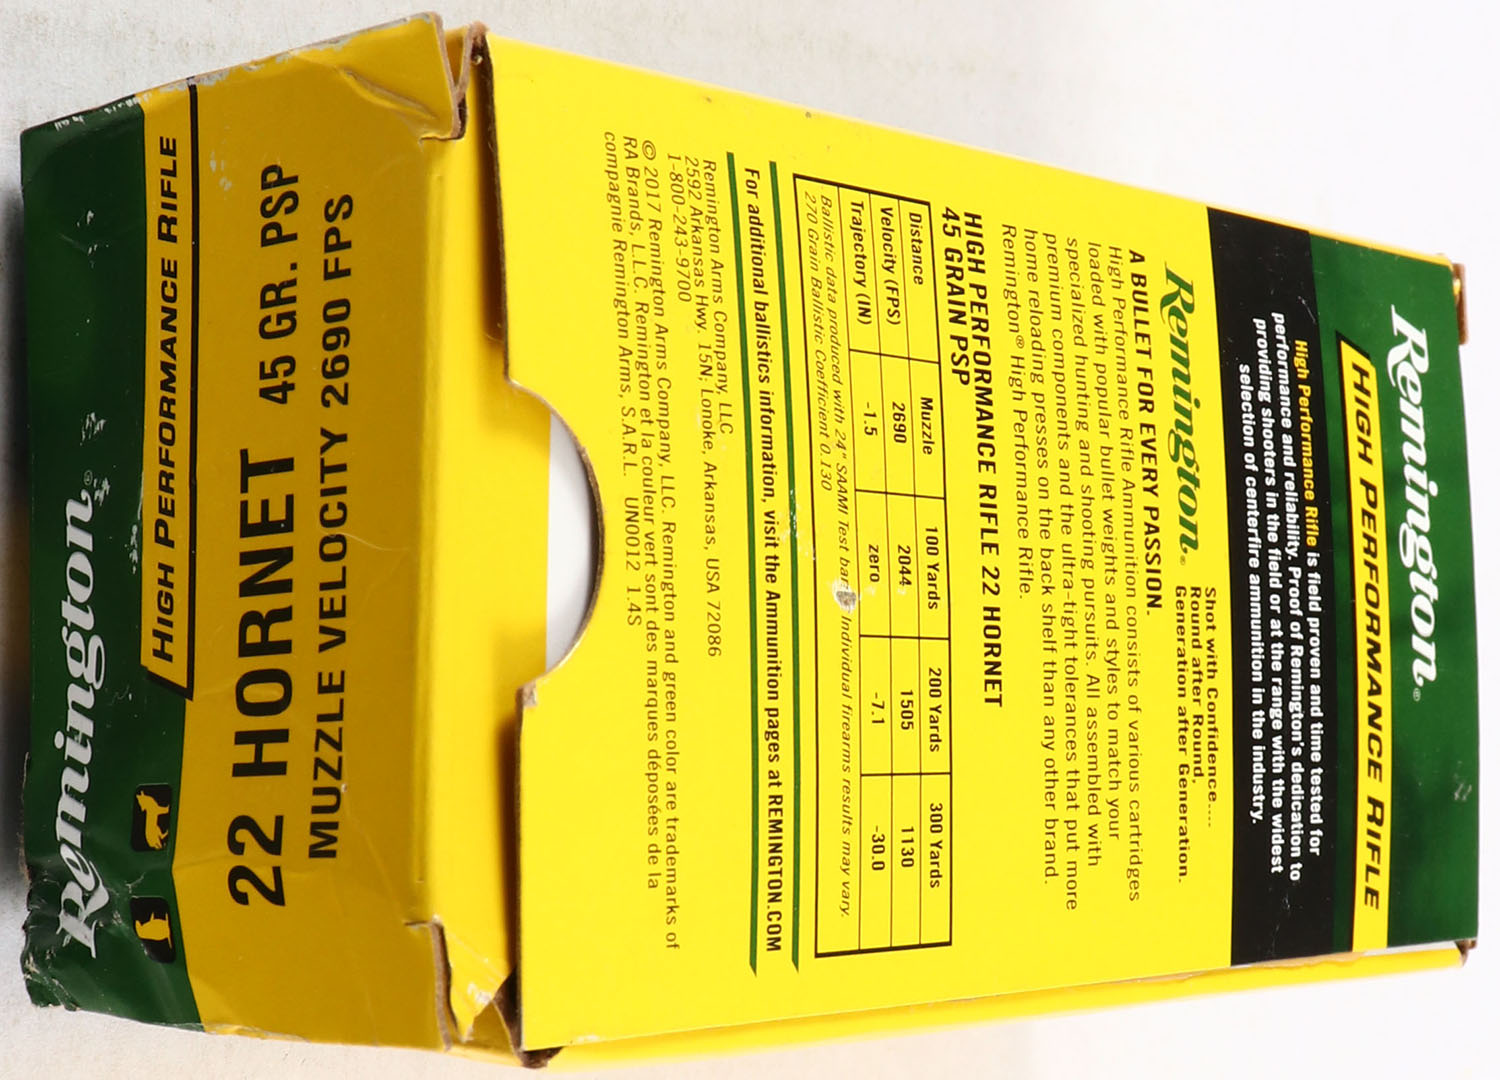 Remington®
HIGH PERFORMANCE RIFLE
High Performance Rifle is field proven and time tested for
performance and reliability. Proof of Remington's dedication to
providing shooters in the field or at the range with the widest
selection of centerfire ammunition in the industry.
Remington®
Shot with Confidence....
Round after Round,
Generation after Generation.
A BULLET FOR EVERY PASSION.
High Performance Rifle Ammunition consists of various cartridges
loaded with popular bullet weights and styles to match your
specialized hunting and shooting pursuits. All assembled with
premium components and the ultra-tight tolerances that put more
home reloading presses on the back shelf than any other brand.
Remington® High Performance Rifle.
HIGH PERFORMANCE RIFLE 22 HORNET
45 GRAIN PSP
Distance Muzzle 100 Yards 200 Yards 300 Yards
Velocity (FPS) 2690 2044 1505 1130
Trajectory (IN) -1.5 zero -7.1 -30.0
Ballistic data produced with 24" SAAMI Test Individual firearms results may vary.
270 Grain Ballistic Coefficient 0.130
For additional ballistics information, visit the Ammunition pages at REMINGTON.COM
Remington Arms Company, LLC
2592 Arkansas Hwy. 15N; Lonoke, Arkansas, USA 72086
1-800-243-9700
© 2017 Remington Arms Company, LLC. Remington and green color are trademarks of
RA Brands, L.L.C. Remington et la couleur vert sont des marques déposées de la
compagnie Remington Arms, S.A.R.L. UN0012 1.4S
22 HORNET 45 GR. PSP
MUZZLE VELOCITY 2690 FPS
HIGH PERFORMANCE RIFLE
Remington®